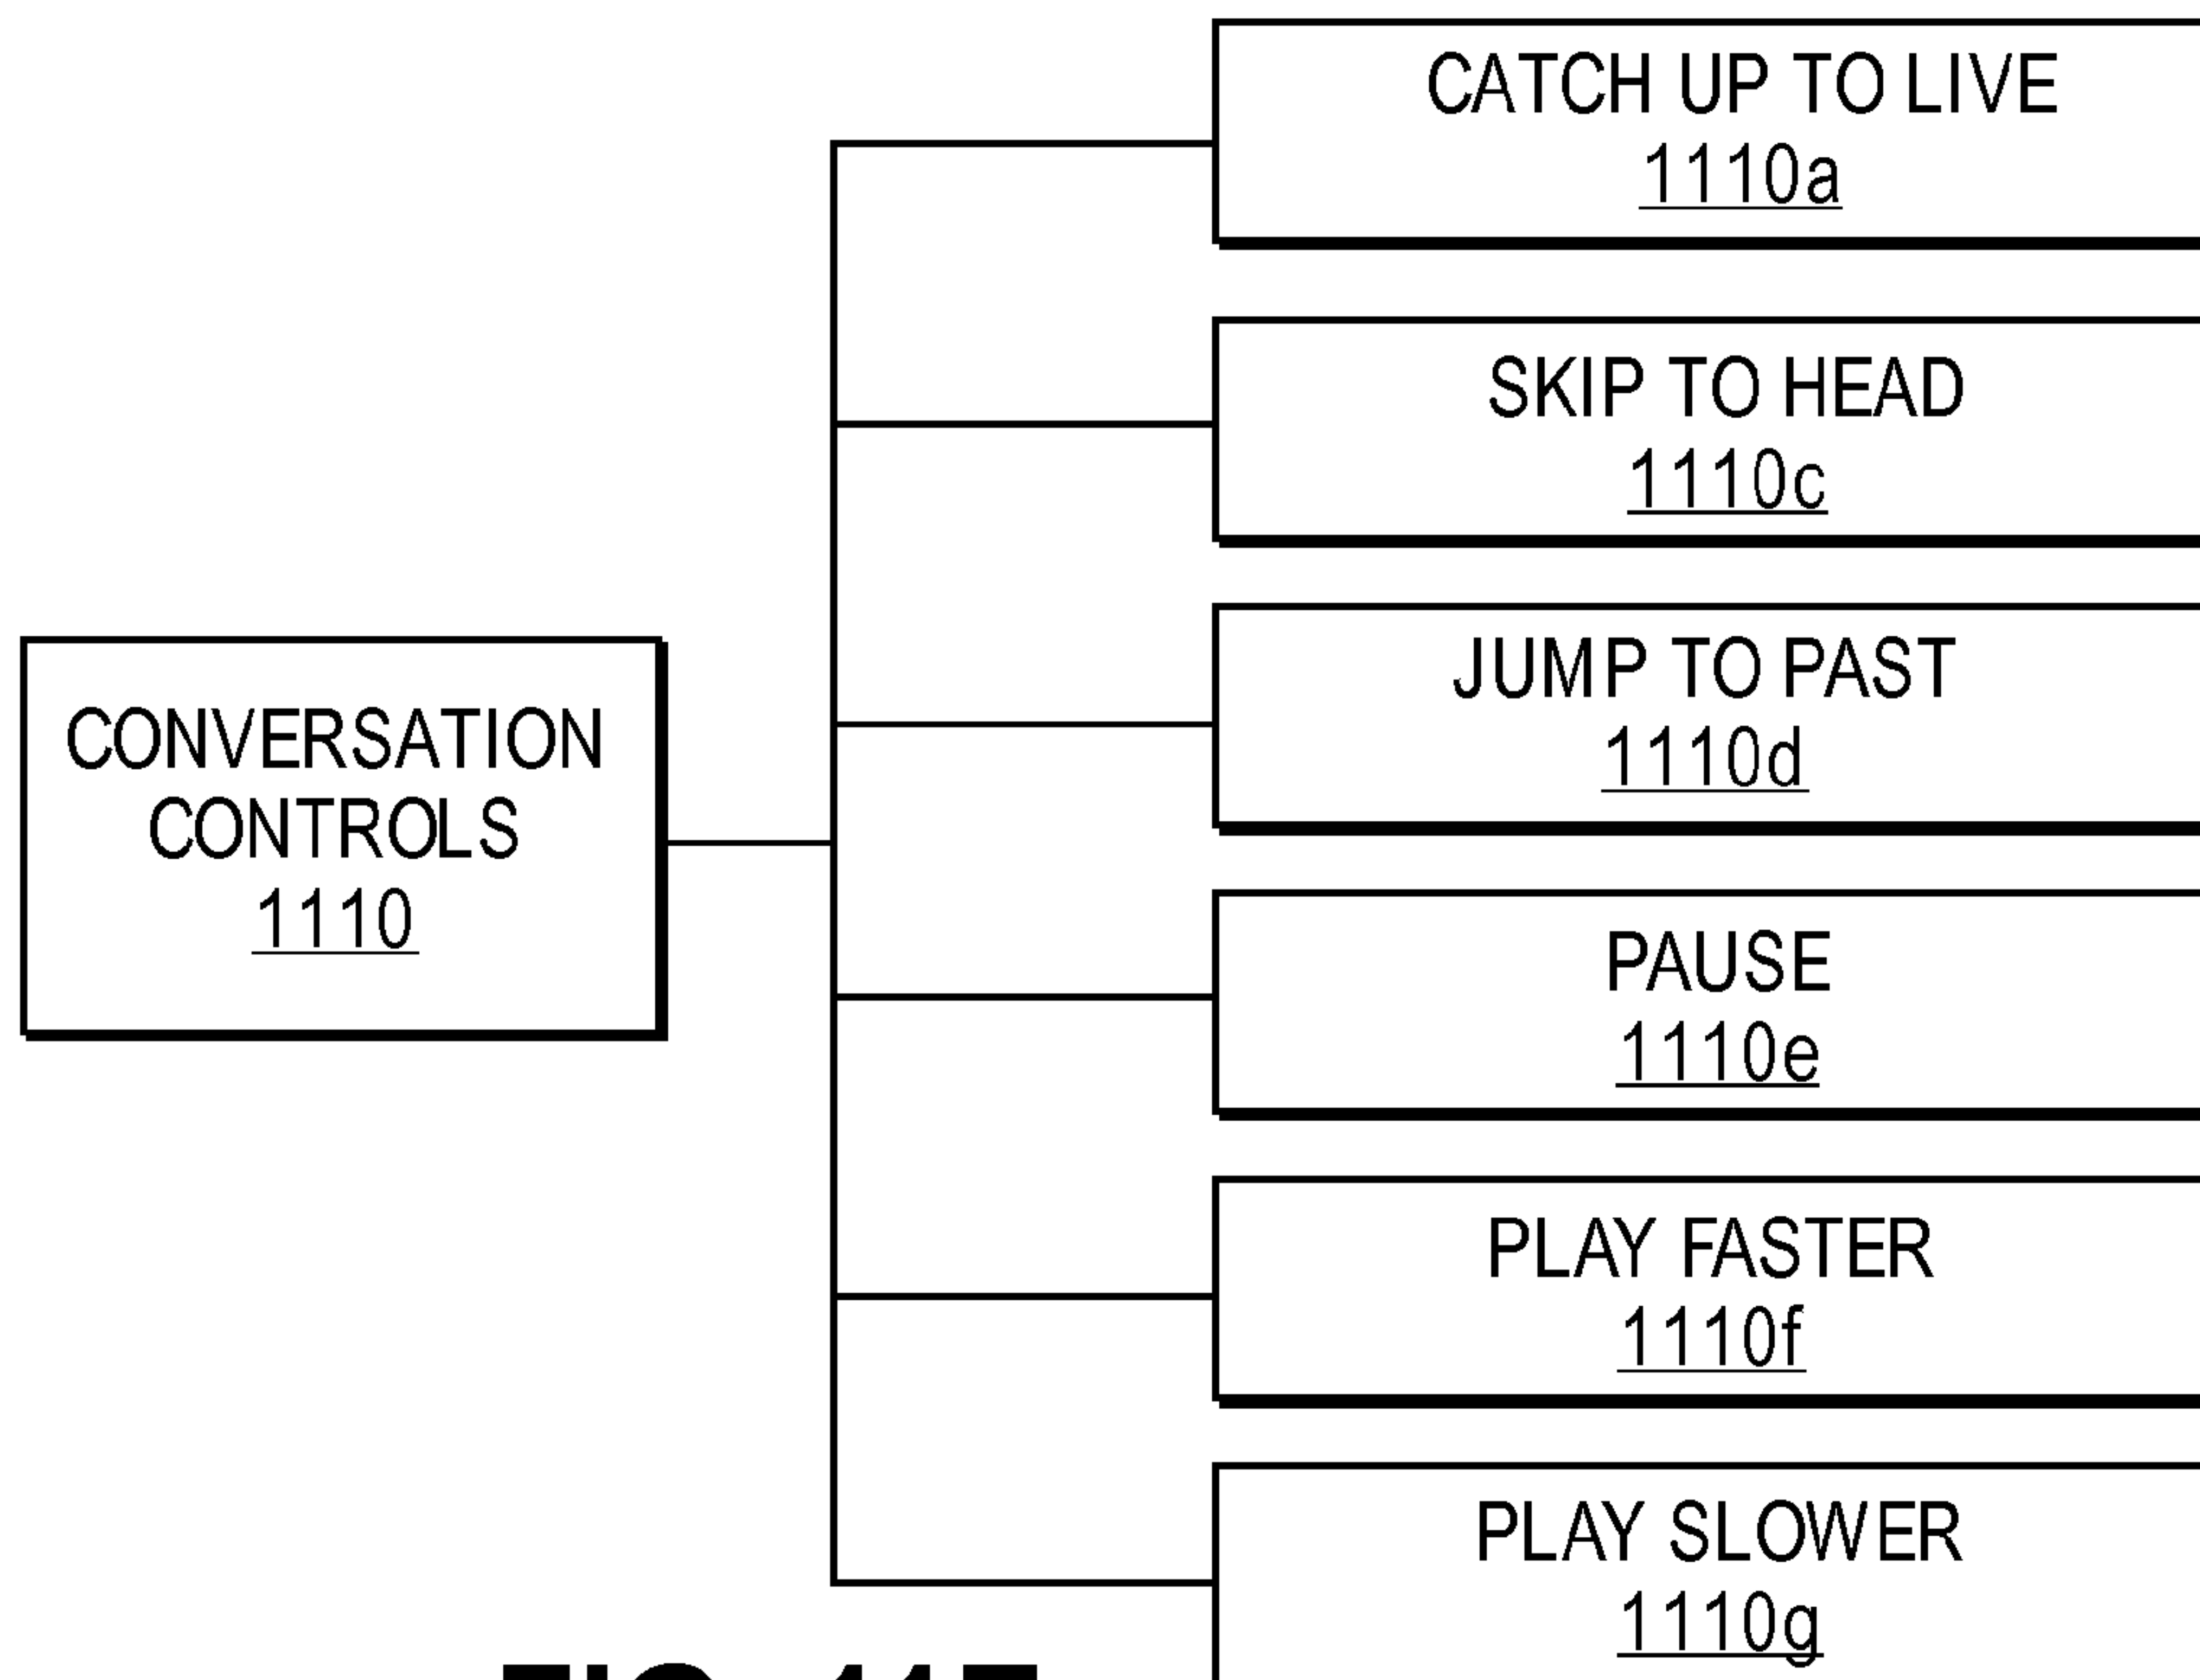 CATCH UP TO LIVE
1110a
SKIP TO HEAD
1110c
JUMP TO PAST
1110d
CONVERSATION
CONTROLS
1110
PAUSE
1110e
PLAY FASTER
1110f
PLAY SLOWER
1110g